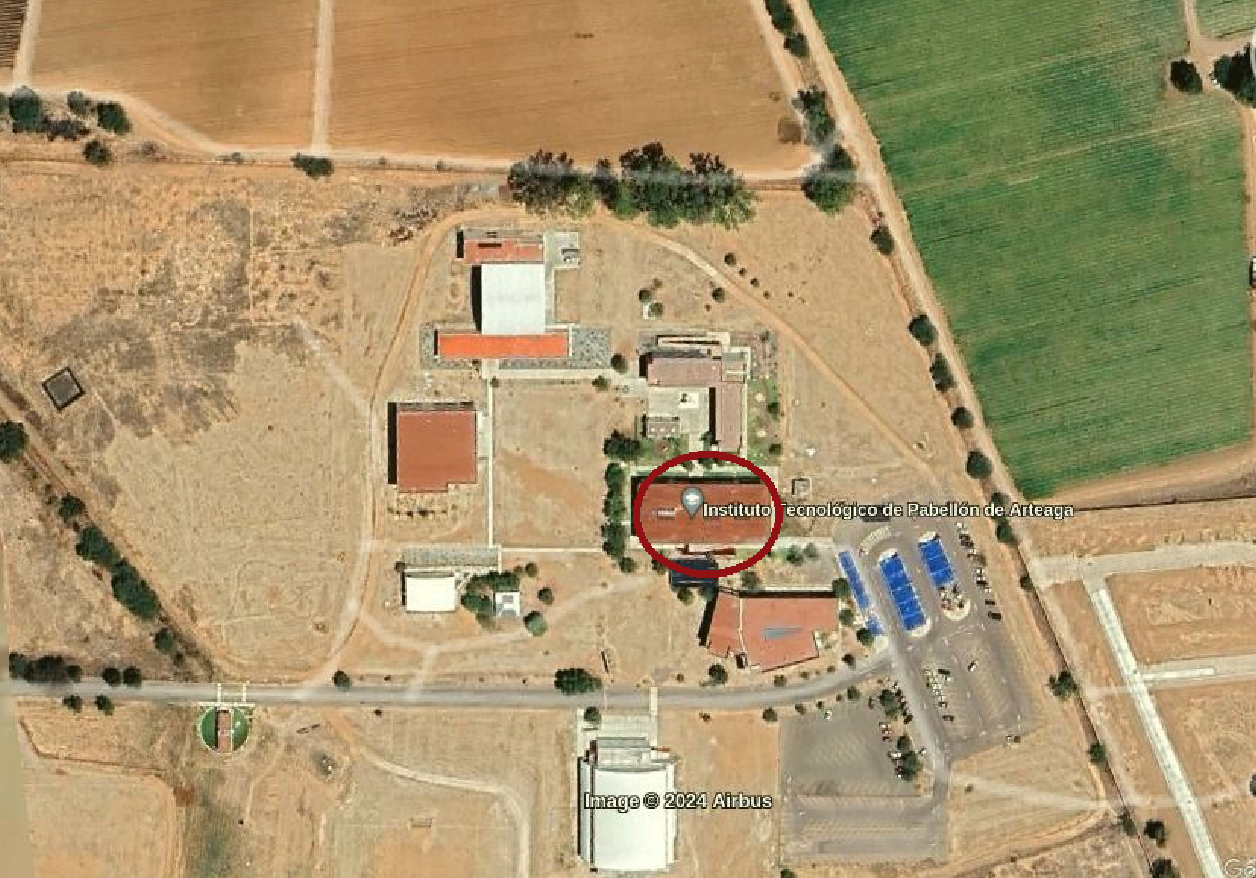 Instituto Tecnológico de Pabellón de Arteaga
Image © 2024 Airbus